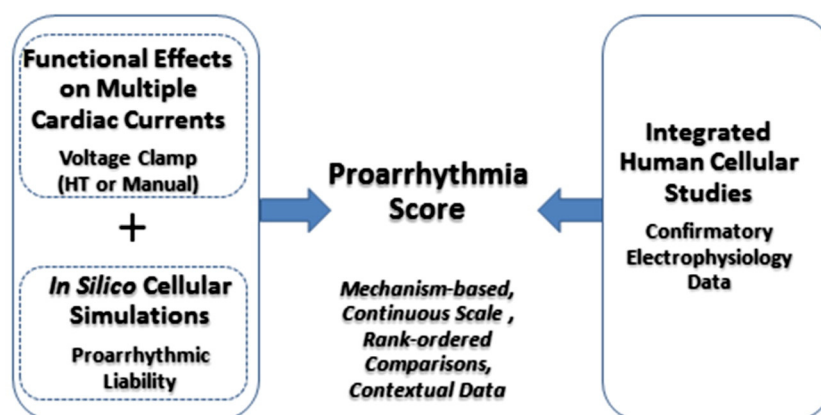 Functional Effects
on Multiple
Cardiac Currents
Voltage Clamp
(HT or Manual)
+
In Silico Cellular
Simulations
Proarrhythmic
Liability
Proarrhythmia
Score
Mechanism-based,
Continuous Scale ,
Rank-ordered
Comparisons,
Contextual Data
Integrated
Human Cellular
Studies
Confirmatory
Electrophysiology
Data